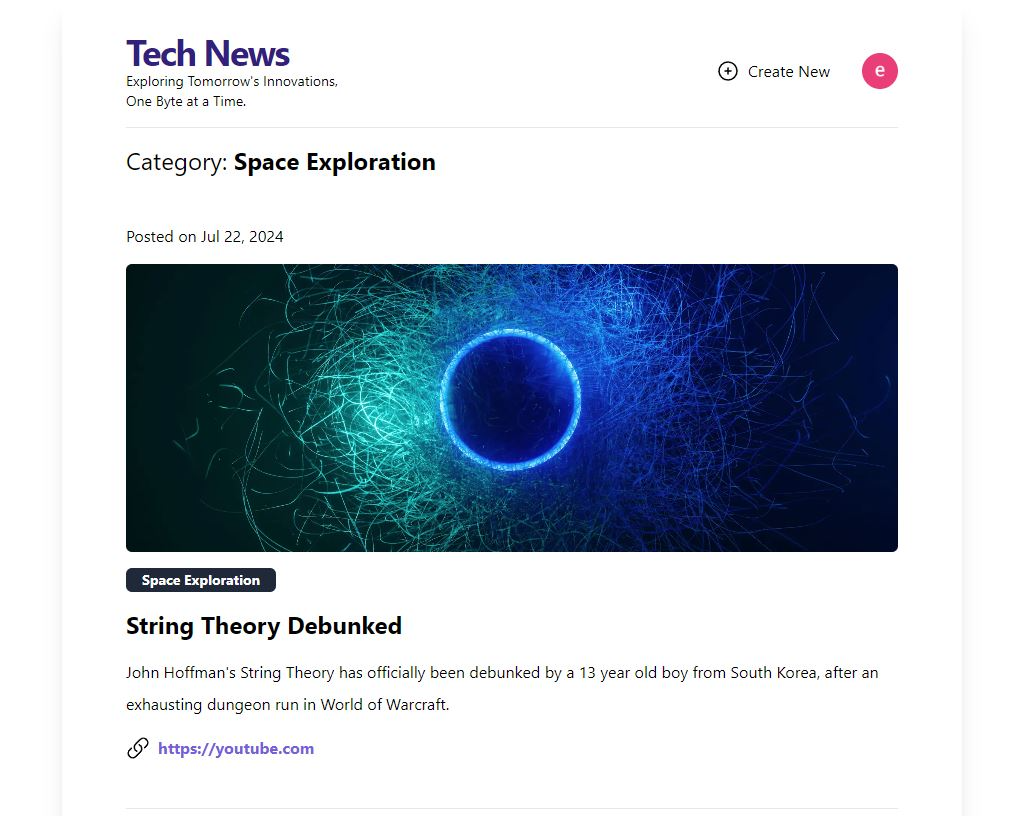 Tech News
Exploring Tomorrow's Innovations,
One Byte at a Time.
Create New
e
Category: Space Exploration
Posted on Jul 22, 2024
Space Exploration
String Theory Debunked
John Hoffman's String Theory has officially been debunked by a 13 year old boy from South Korea, after an
exhausting dungeon run in World of Warcraft.
https://youtube.com